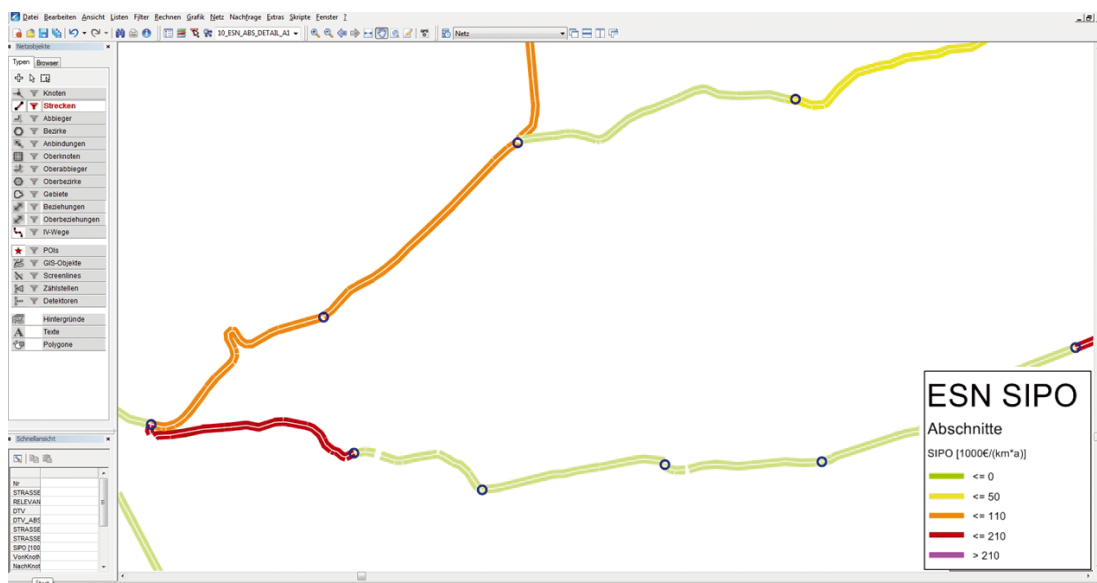 Datei Bearbeiten Ansicht Listen Filter Rechnen Grafik Netz Nachfrage Extras Skripte Fenster ?
10_ESN_ABS_DETAIL_A1
Netz
Netzobjekte
Typen Browser
Knoten
Strecken
Abbieger
Bezirke
Anbindungen
Oberknoten
Oberabbieger
Oberbezirke
Gebiete
Beziehungen
Oberbeziehungen
IV-Wege
POIs
GIS-Objekte
Screenlines
Zählstellen
Detektoren
Hintergründe
Texte
Polygone
Schnellansicht
Nr
STRASSE
RELEVAN
DTV
DTV_ABS
STRASSE
STRASSE
SIPO [100
VonKnoth
NachKnot
Start
ESN SIPO
Abschnitte
SIPO [1000€/(km*a)]
<= 0
<= 50
<= 110
<= 210
> 210